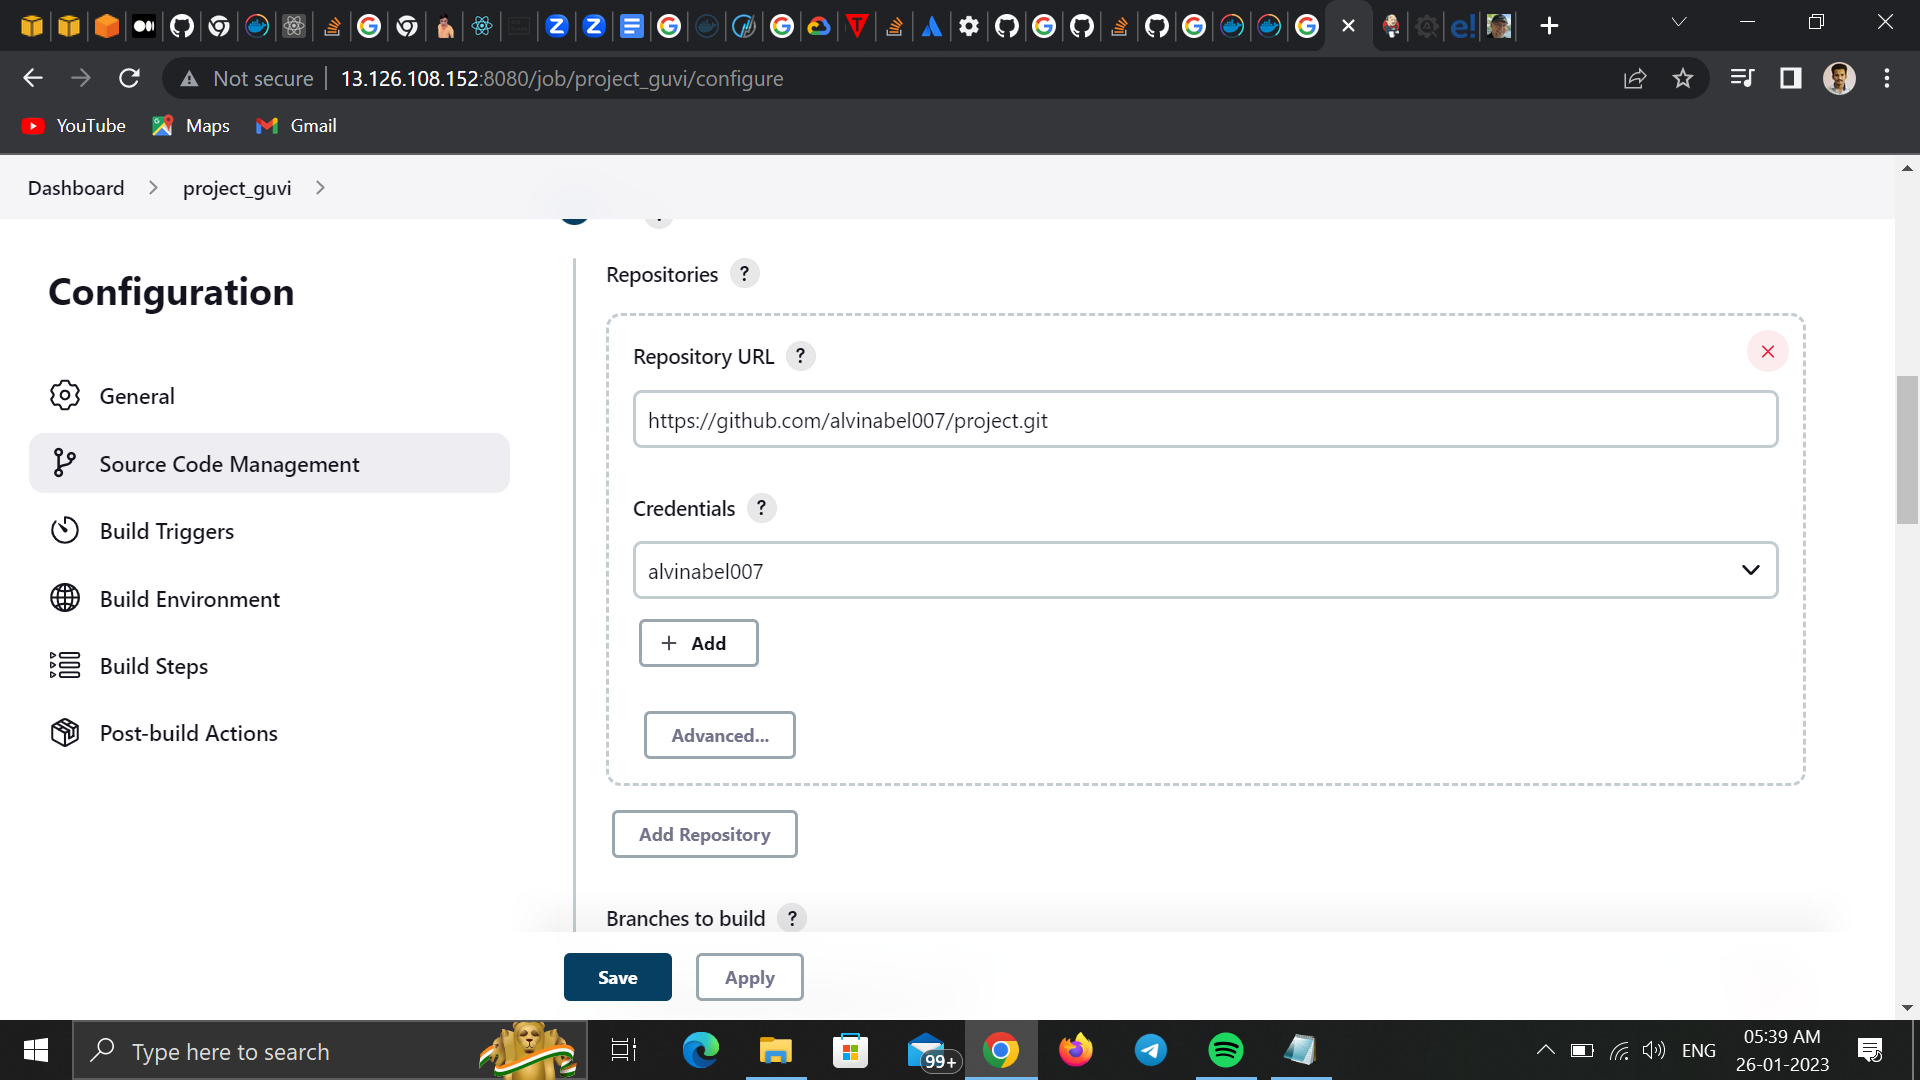 Not secure
13.126.108.152:8080/job/project_guvi/configure
YouTube
Maps
Gmail
Dashboard
project_guvi
Configuration
General
Source Code Management
Build Triggers
Build Environment
Build Steps
Post-build Actions
Repositories ?
Repository URL ?
https://github.com/alvinabel007/project.git
Credentials ?
alvinabel007
+ Add
Advanced...
Add Repository
Branches to build ?
Save
Apply
Type here to search
99+
ENG
05:39 AM
26-01-2023